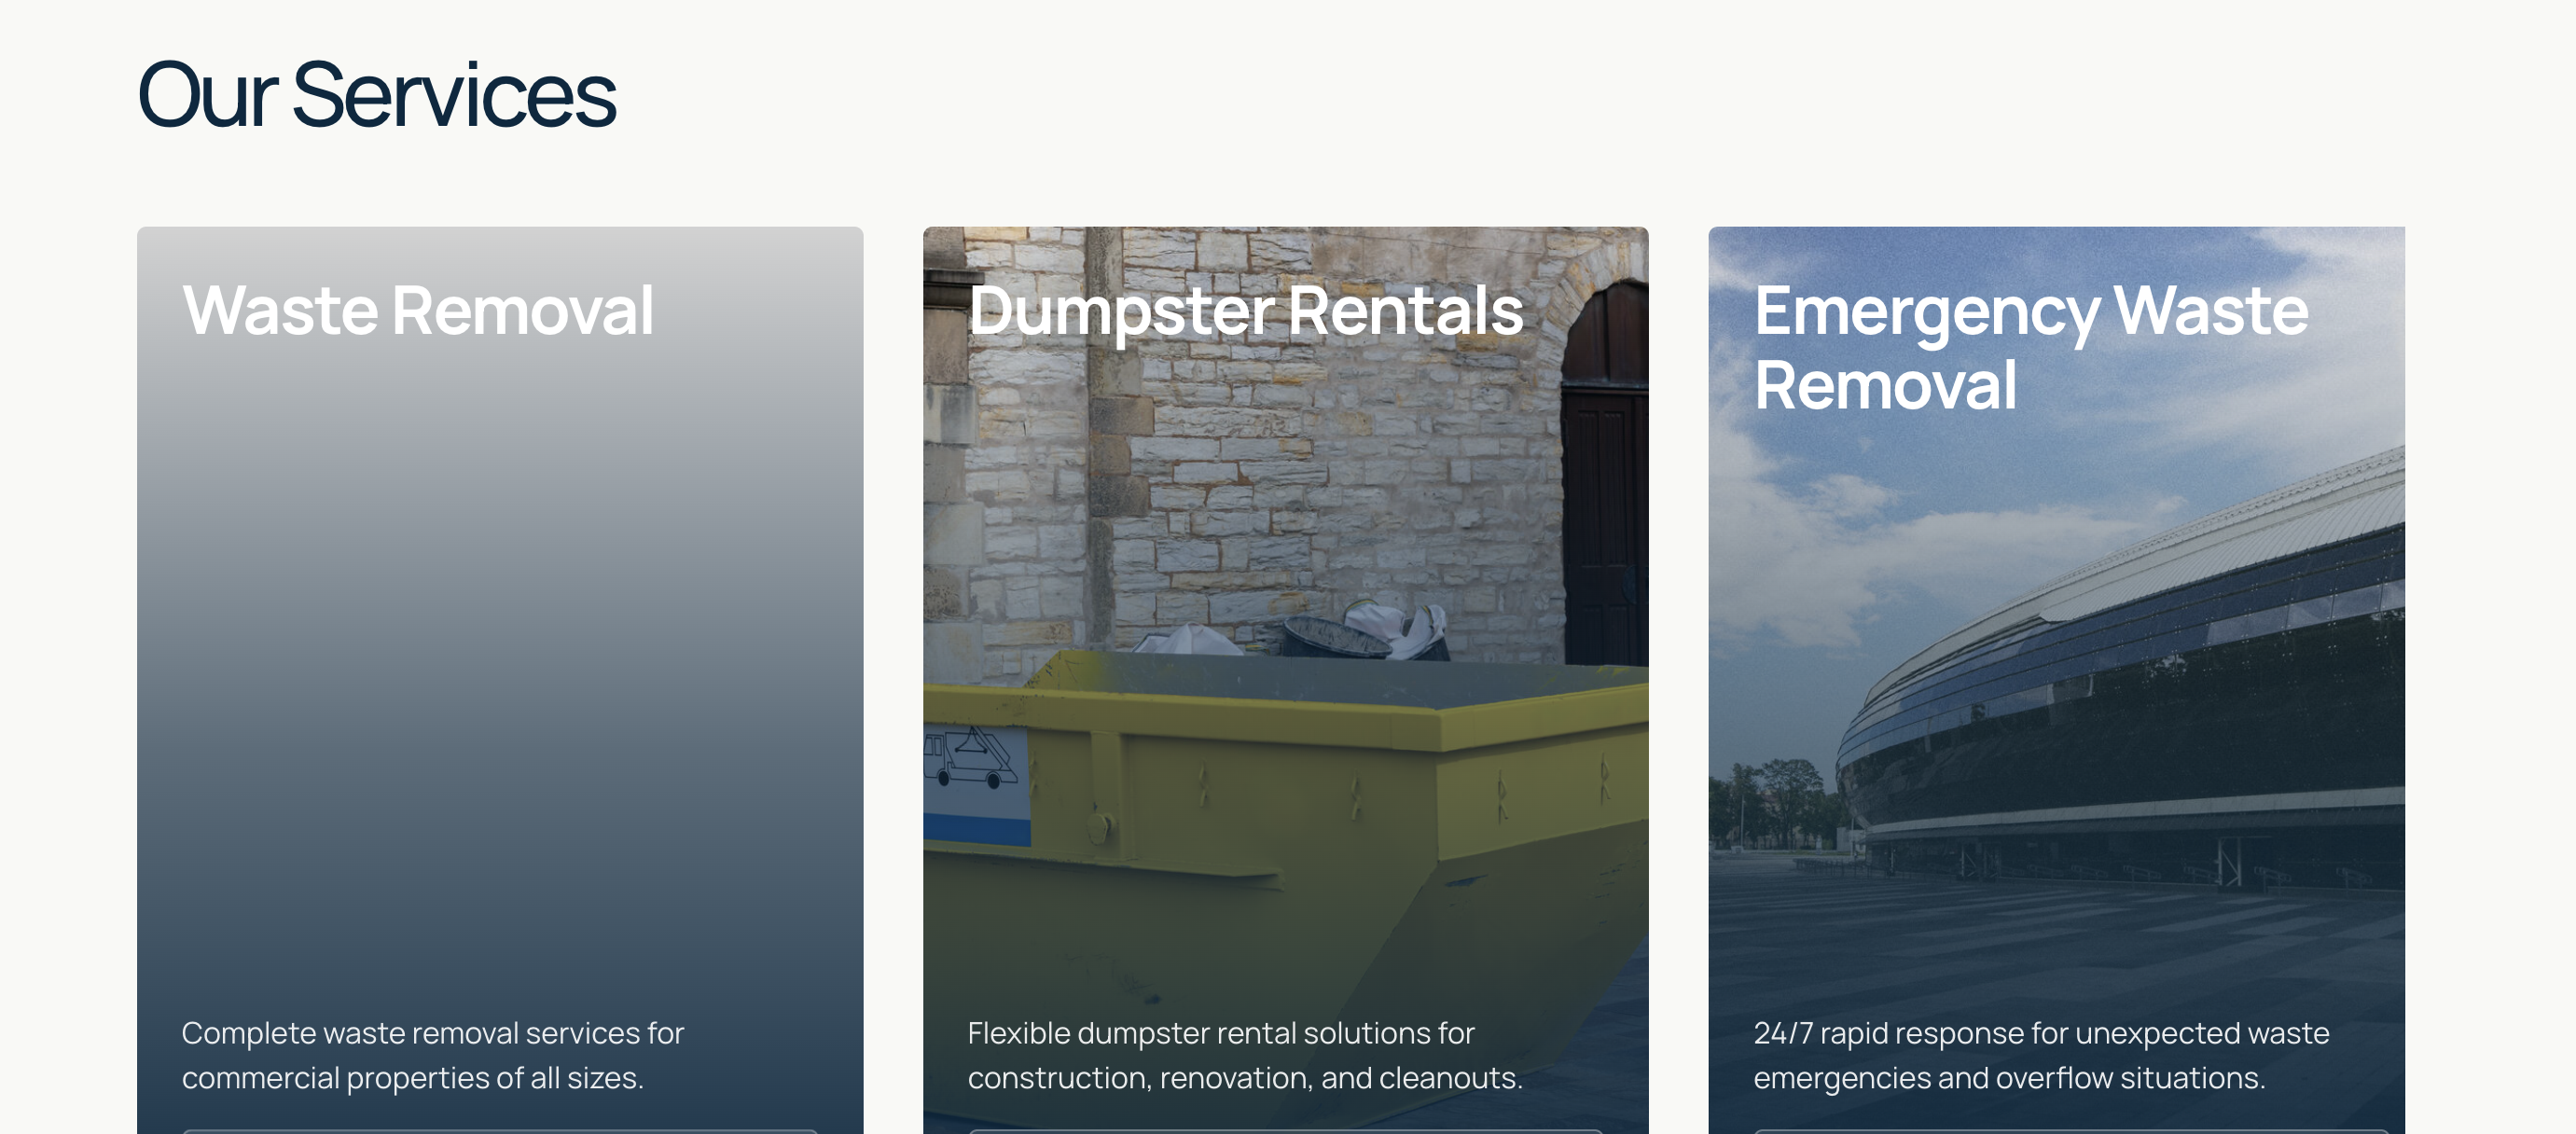 Our Services
Waste Removal
Dumpster Rentals
Emergency Waste
Removal
Complete waste removal services for
commercial properties of all sizes.
Flexible dumpster rental solutions for
construction, renovation, and cleanouts.
24/7 rapid response for unexpected waste
emergencies and overflow situations.